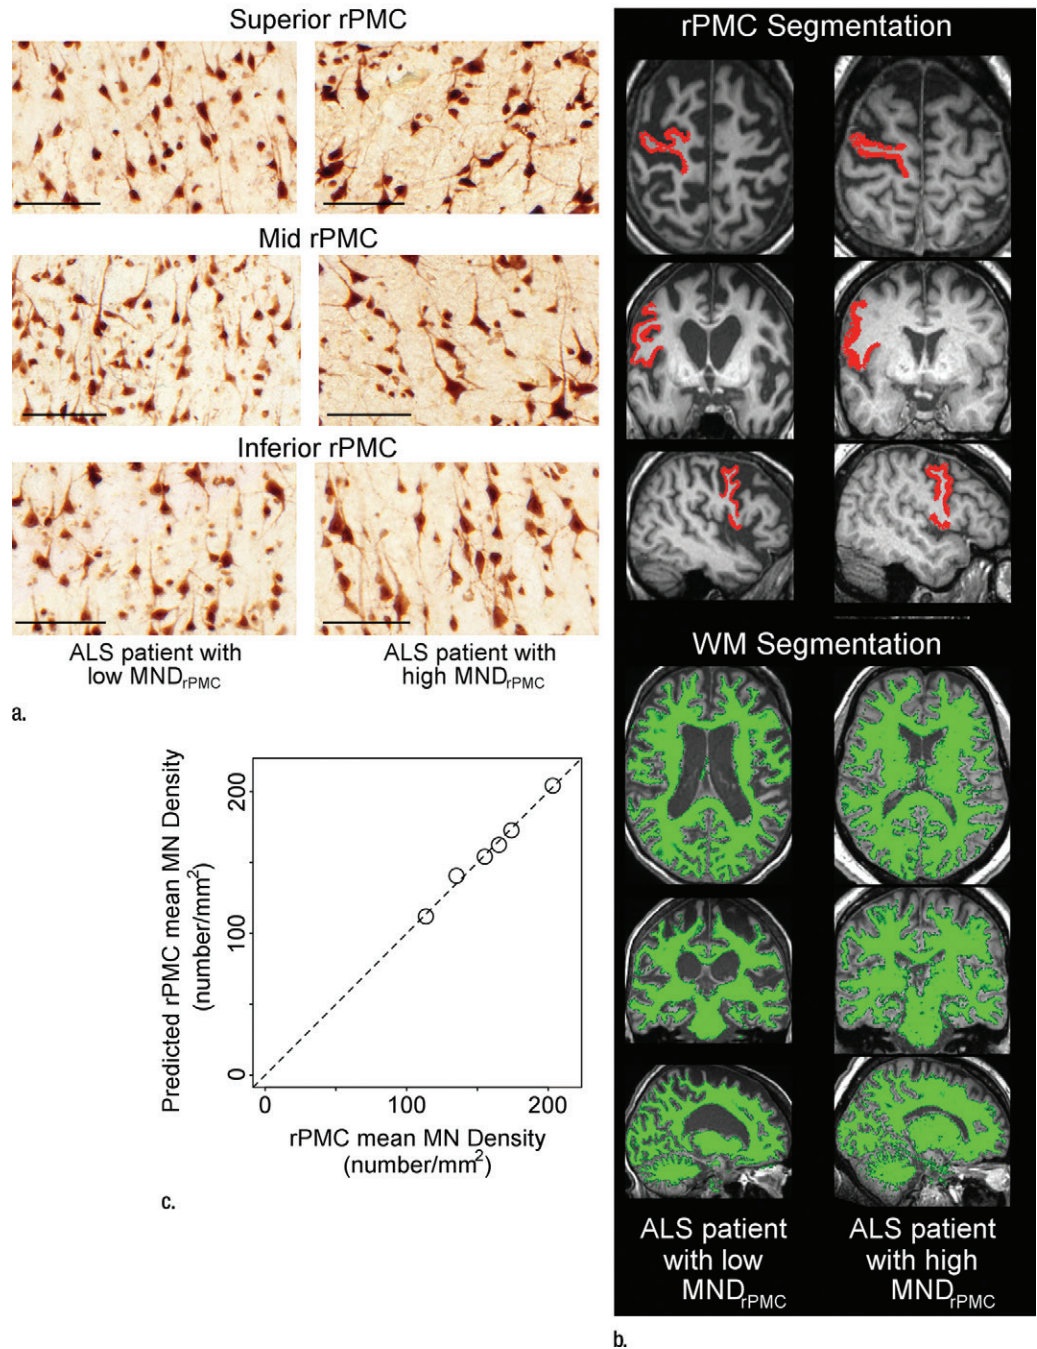 Superior rPMC
Mid rPMC
Inferior rPMC
ALS patient with
low MNDrPMC
ALS patient with
high MNDrPMC
a.
rPMC Segmentation
WM Segmentation
ALS patient
with low
MNDrPMC
ALS patient
with high
MNDrPMC
b.
Predicted rPMC mean MN Density
(number/mm²)
200
100
0
0
100
200
rPMC mean MN Density
(number/mm²)
c.